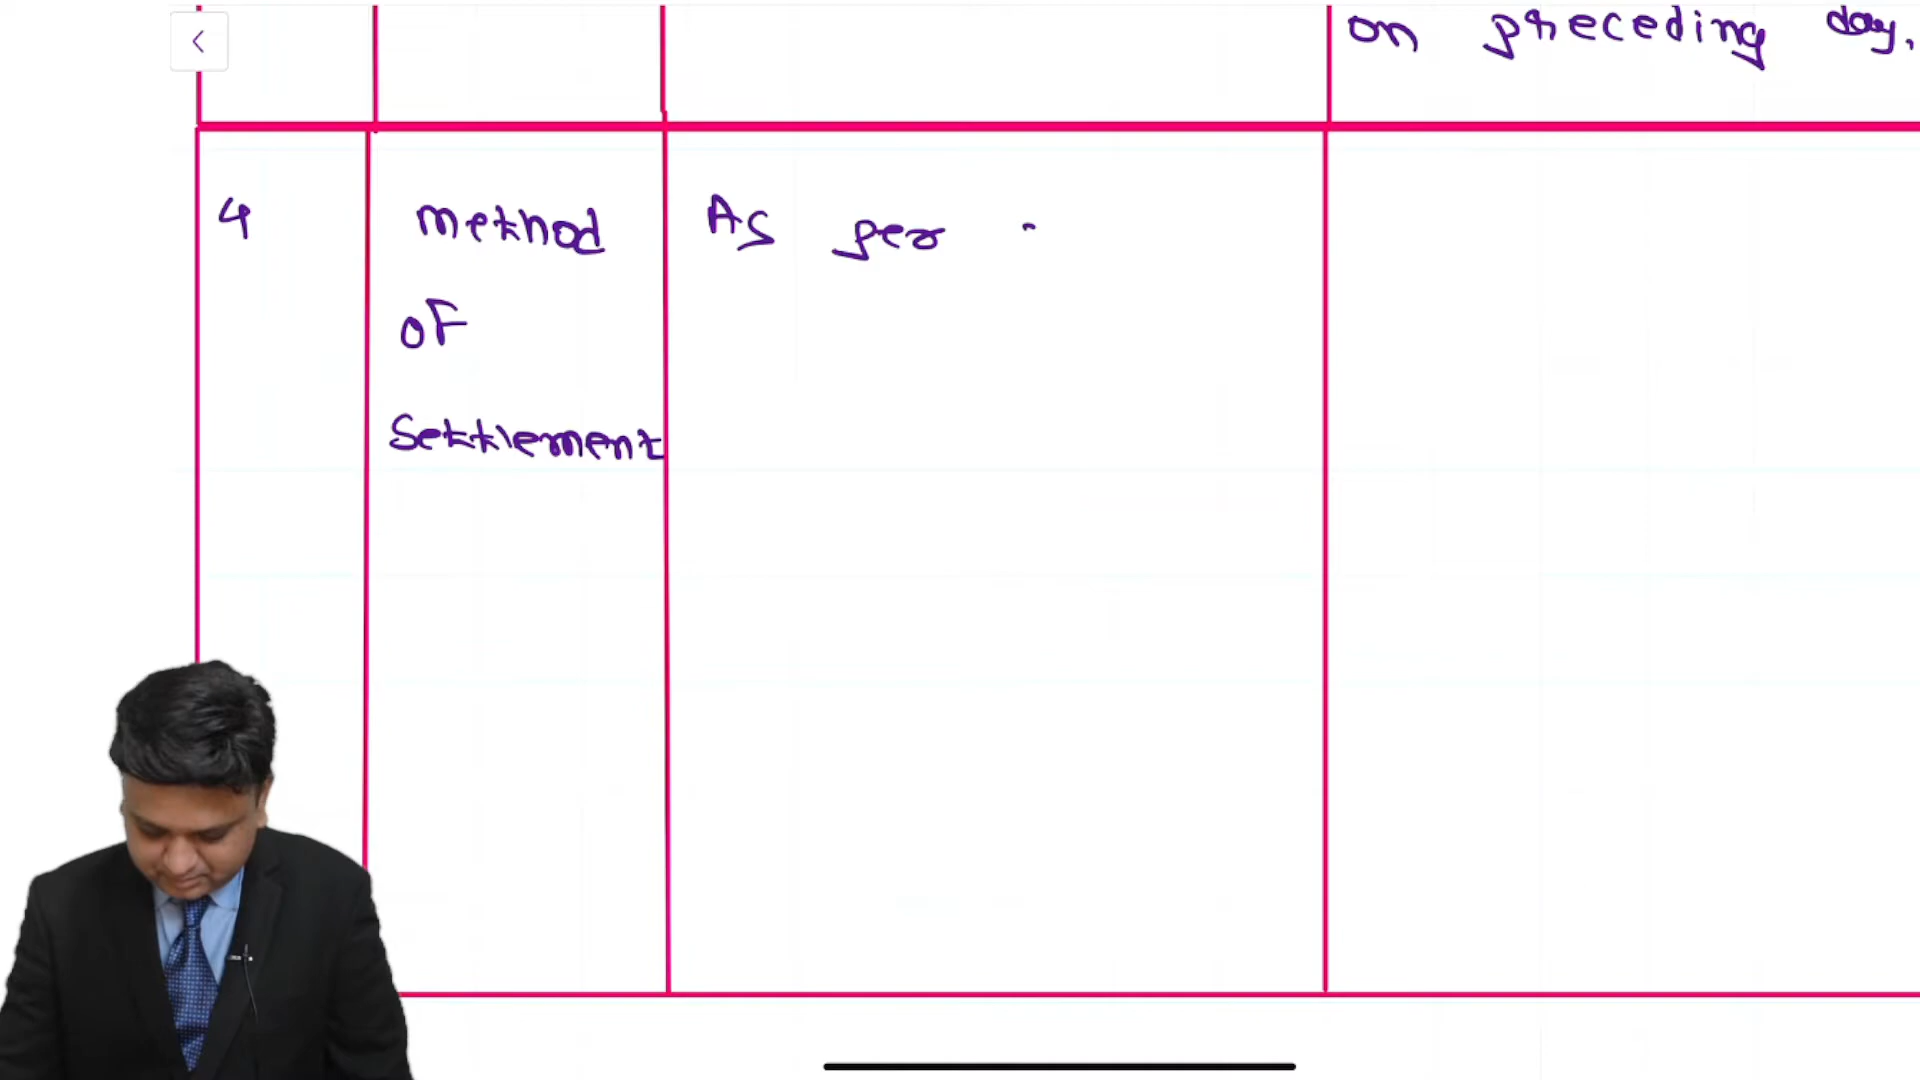 on preceding day.
4 method As per
of
Settlement